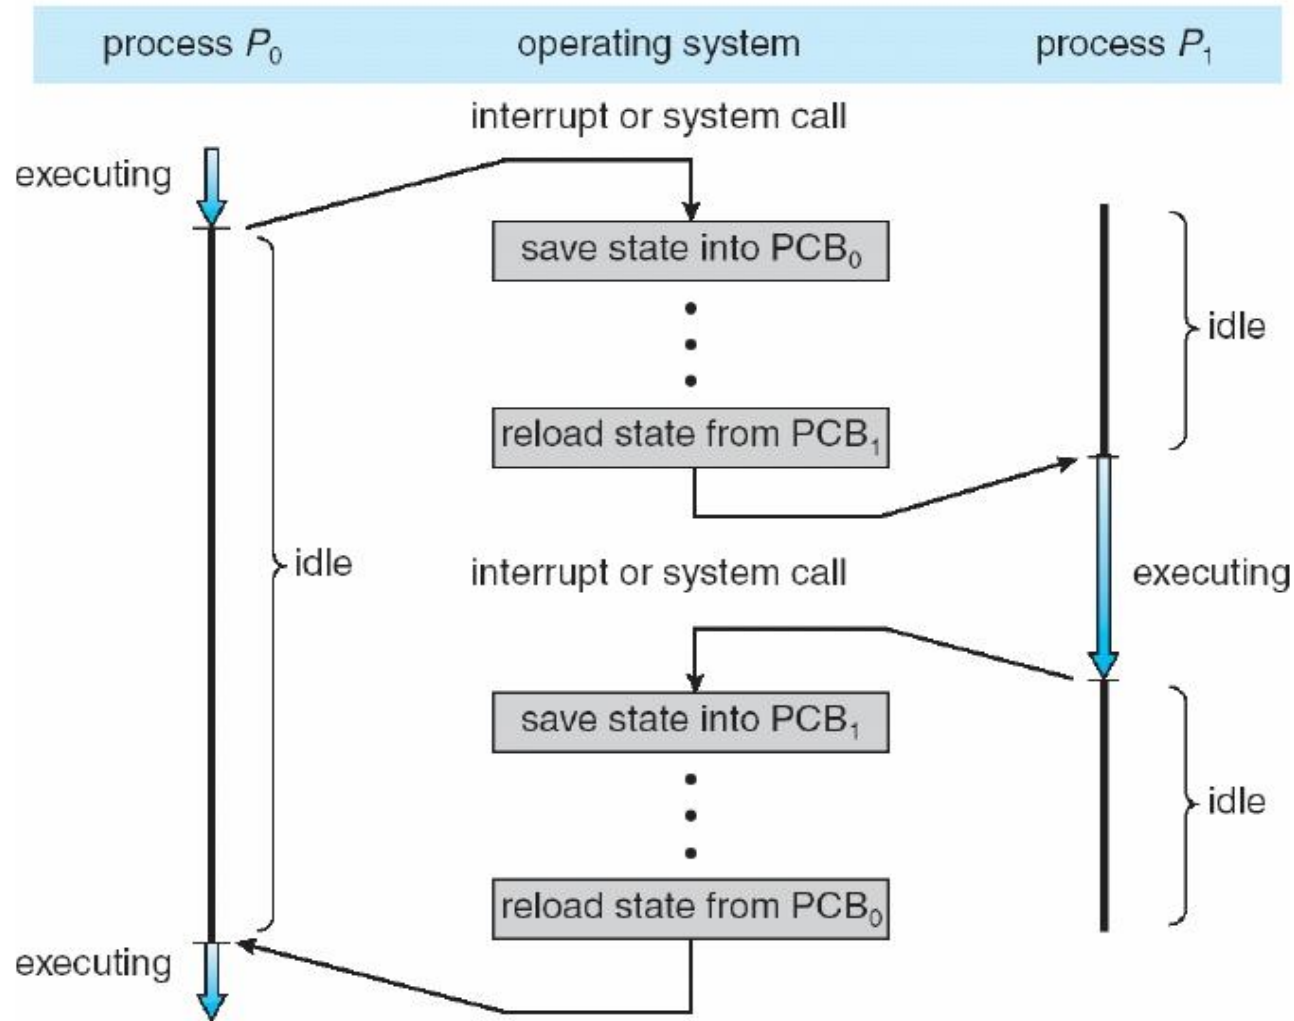 process P₀ operating system process P₁
interrupt or system call
executing
save state into PCB₀
idle
reload state from PCB₁
idle
interrupt or system call
executing
save state into PCB₁
idle
reload state from PCB₀
executing